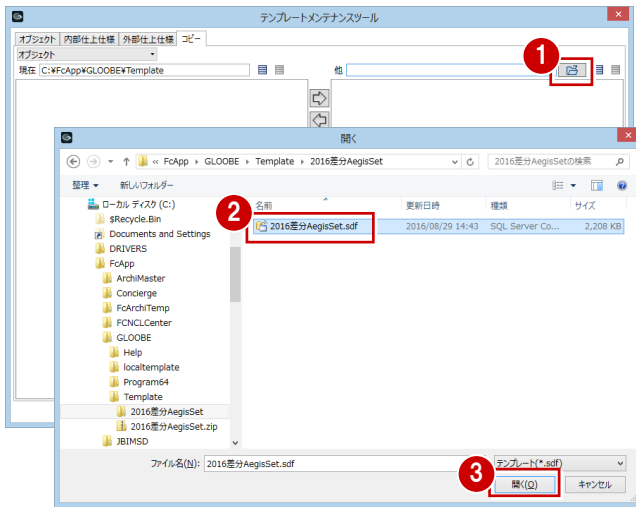 テンプレートメンテナンスツール
オブジェクト 内部仕上仕様 外部仕上仕様 コピー
オブジェクト
現在 C:¥FcApp¥GLOOBE¥Template 他
1
開く
« FcApp ▸ GLOOBE ▸ Template ▸ 2016差分AegisSet 2016差分AegisSetの検索
整理 新しいフォルダー
2
ローカル ディスク (C:) 名前 更新日時 種類 サイズ
$Recycle.Bin 2016差分AegisSet.sdf 2016/08/29 14:43 SQL Server Co... 2,208 KB
Documents and Settings
DRIVERS
FcApp
ArchiMaster
Concierge
FcArchiTemp
FCNCLCenter
GLOOBE
Help
localtemplate
Program64
Template
2016差分AegisSet
2016差分AegisSet.zip
JBIMSD
ファイル名(N): 2016差分AegisSet.sdf テンプレート(*.sdf)
3
開く(O) キャンセル